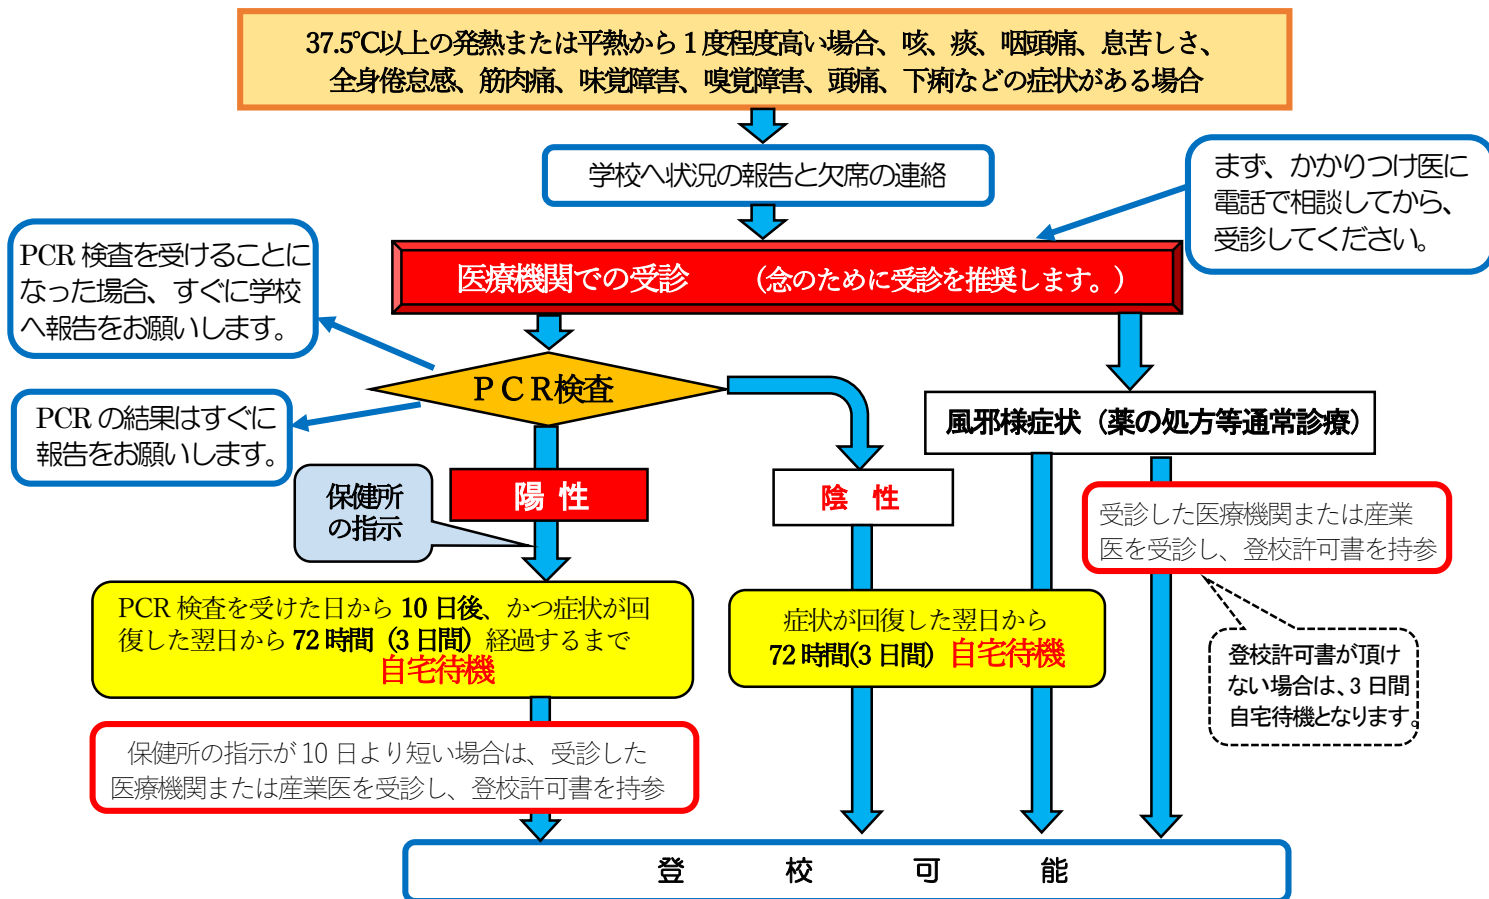 37.5℃以上の発熱または平熱から1度程度高い場合、咳、痰、咽頭痛、息苦しさ、
全身倦怠感、筋肉痛、味覚障害、嗅覚障害、頭痛、下痢などの症状がある場合
学校へ状況の報告と欠席の連絡
まず、かかりつけ医に
電話で相談してから、
受診してください。
PCR 検査を受けることに
なった場合、すぐに学校
へ報告をお願いします。
医療機関での受診 (念のために受診を推奨します。)
PCR検査
PCR の結果はすぐに
報告をお願いします。
風邪様症状(薬の処方等通常診療)
保健所
の指示
陽 性
陰 性
受診した医療機関または産業
医を受診し、登校許可書を持参
PCR 検査を受けた日から 10 日後、かつ症状が回
復した翌日から 72 時間(3 日間)経過するまで
自宅待機
症状が回復した翌日から
72 時間(3 日間) 自宅待機
登校許可書が頂け
ない場合は、3 日間
自宅待機となります。
保健所の指示が 10 日より短い場合は、受診した
医療機関または産業医を受診し、登校許可書を持参
登 校 可 能